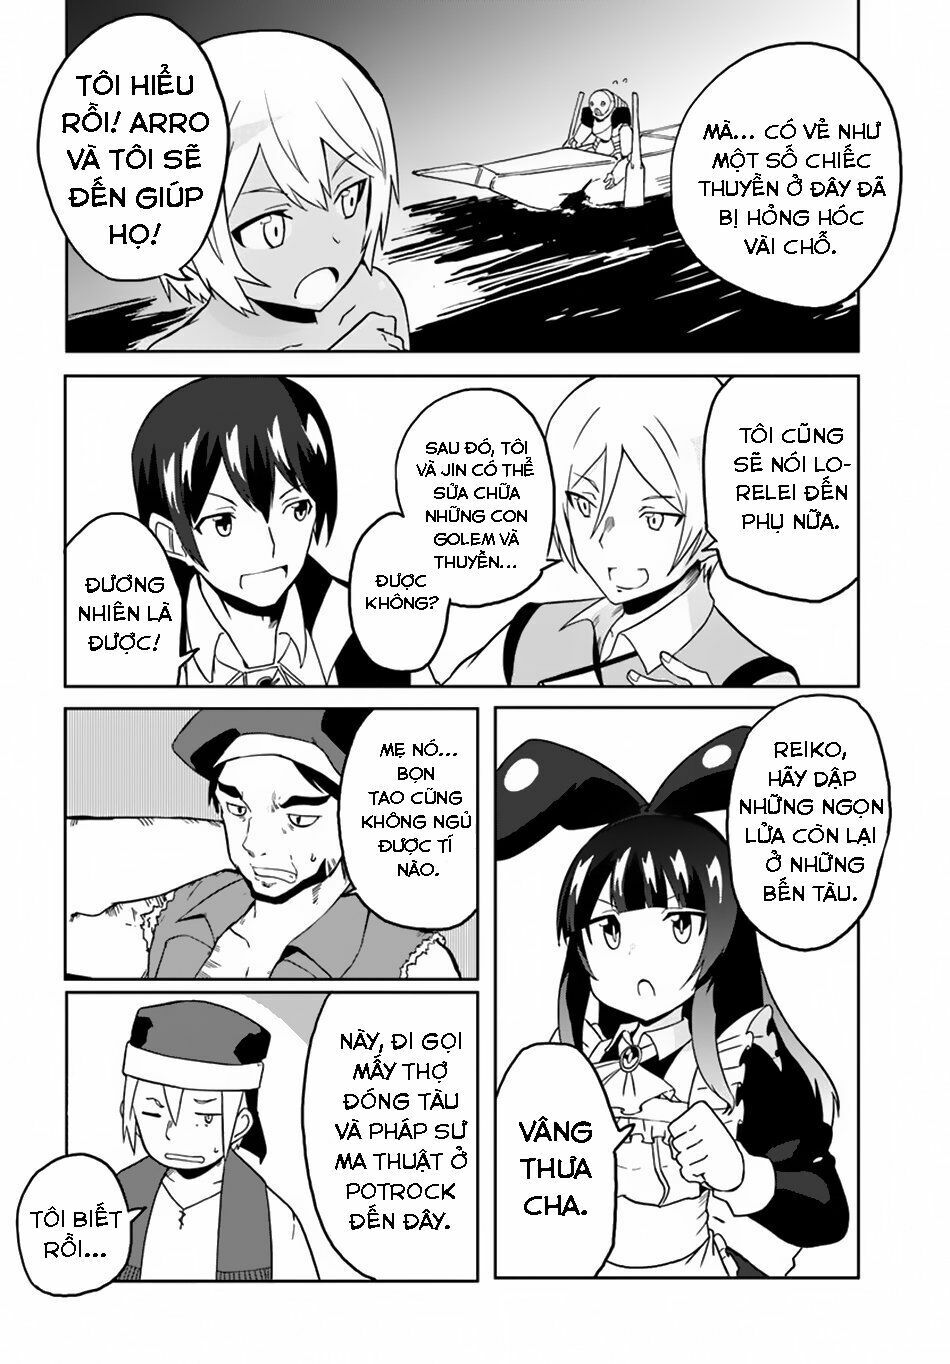 MÀ... CÓ VẺ NHƯ
MỘT SỐ CHIẾC
THUYỀN Ở ĐÂY ĐÃ
BỊ HỎNG HÓC
VÀI CHỖ.
TÔI HIỂU
RỒI! ARRO
VÀ TÔI SẼ
ĐẾN GIÚP
HỌ!
TÔI CŨNG
SẼ NÓI LO-
RELEI ĐẾN
PHỤ NỮA.
SAU ĐÓ, TÔI
VÀ JIN CÓ THỂ
SỬA CHỮA
NHỮNG CON
GOLEM VÀ
THUYỀN...
ĐƯỢC
KHÔNG?
ĐƯƠNG
NHIÊN LÀ
ĐƯỢC!
REIKO,
HÃY DẬP
NHỮNG NGỌN
LỬA CÒN LẠI
Ở NHỮNG
BẾN TÀU.
VÂNG
THƯA
CHA.
MẸ NÓ...
BỌN
TAO CŨNG
KHÔNG NGỦ
ĐƯỢC TÍ
NÀO.
NÀY, ĐI GỌI
MẤY THỢ
ĐÓNG TÀU
VÀ PHÁP SƯ
MA THUẬT Ở
POTROCK
ĐẾN ĐÂY.
TÔI BIẾT
RỒI...